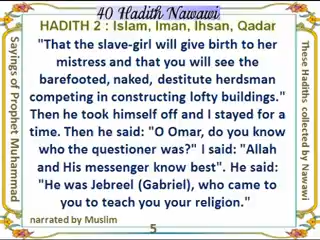 40 Hadith Nawawi
HADITH 2 : Islam, Iman, Ihsan, Qadar
"That the slave-girl will give birth to her
mistress and that you will see the
barefooted, naked, destitute herdsman
competing in constructing lofty buildings."
Then he took himself off and I stayed for a
time. Then he said: "O Omar, do you know
who the questioner was?" I said: "Allah
and His messenger know best". He said:
"He was Jebreel (Gabriel), who came to
you to teach you your religion."
narrated by Muslim
5
Sayings of Prophet Muhammad
These Hadiths collected by Nawawi